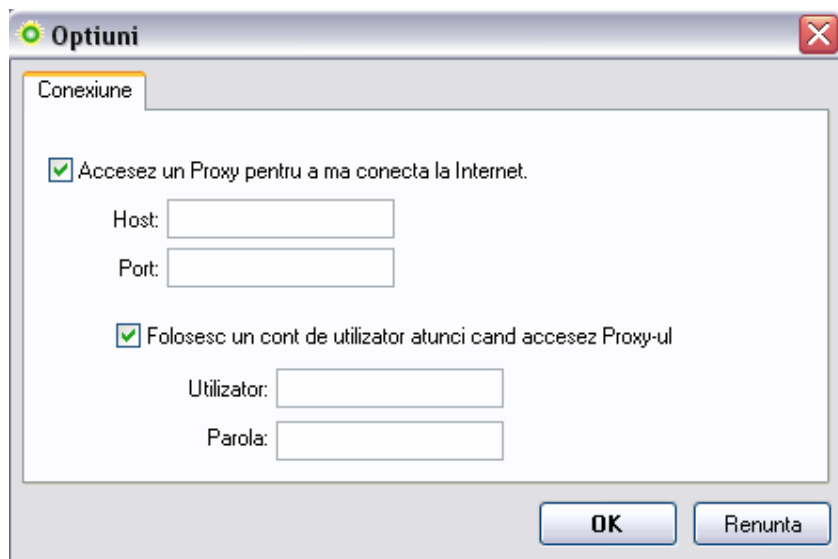 Optiuni
Conexiune
Accesez un Proxy pentru a ma conecta la Internet.
Host:
Port:
Folosesc un cont de utilizator atunci cand accesez Proxy-ul
Utilizator:
Parola:
OK Renunta